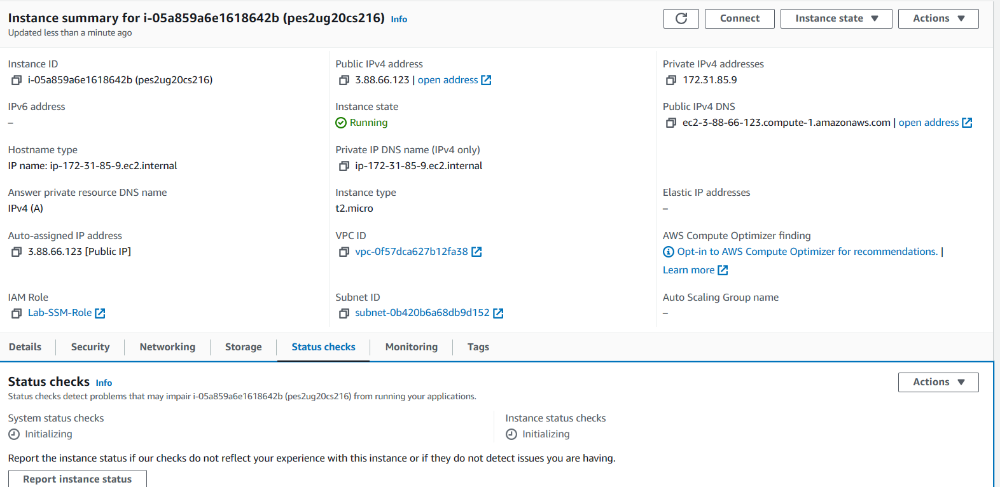 Instance summary for i-05a859a6e1618642b (pes2ug20cs216) Info
Updated less than a minute ago
Connect
Instance state
Actions
Instance ID
i-05a859a6e1618642b (pes2ug20cs216)
Public IPv4 address
3.88.66.123 | open address
Private IPv4 addresses
172.31.85.9
IPv6 address
–
Instance state
Running
Public IPv4 DNS
ec2-3-88-66-123.compute-1.amazonaws.com | open address
Hostname type
IP name: ip-172-31-85-9.ec2.internal
Private IP DNS name (IPv4 only)
ip-172-31-85-9.ec2.internal
Answer private resource DNS name
IPv4 (A)
Instance type
t2.micro
Elastic IP addresses
–
Auto-assigned IP address
3.88.66.123 [Public IP]
VPC ID
vpc-0f57dca627b12fa38
AWS Compute Optimizer finding
Opt-in to AWS Compute Optimizer for recommendations. |
Learn more
IAM Role
Lab-SSM-Role
Subnet ID
subnet-0b420b6a68db9d152
Auto Scaling Group name
–
Details
Security
Networking
Storage
Status checks
Monitoring
Tags
Status checks Info
Actions
Status checks detect problems that may impair i-05a859a6e1618642b (pes2ug20cs216) from running your applications.
System status checks
Initializing
Instance status checks
Initializing
Report the instance status if our checks do not reflect your experience with this instance or if they do not detect issues you are having.
Report instance status